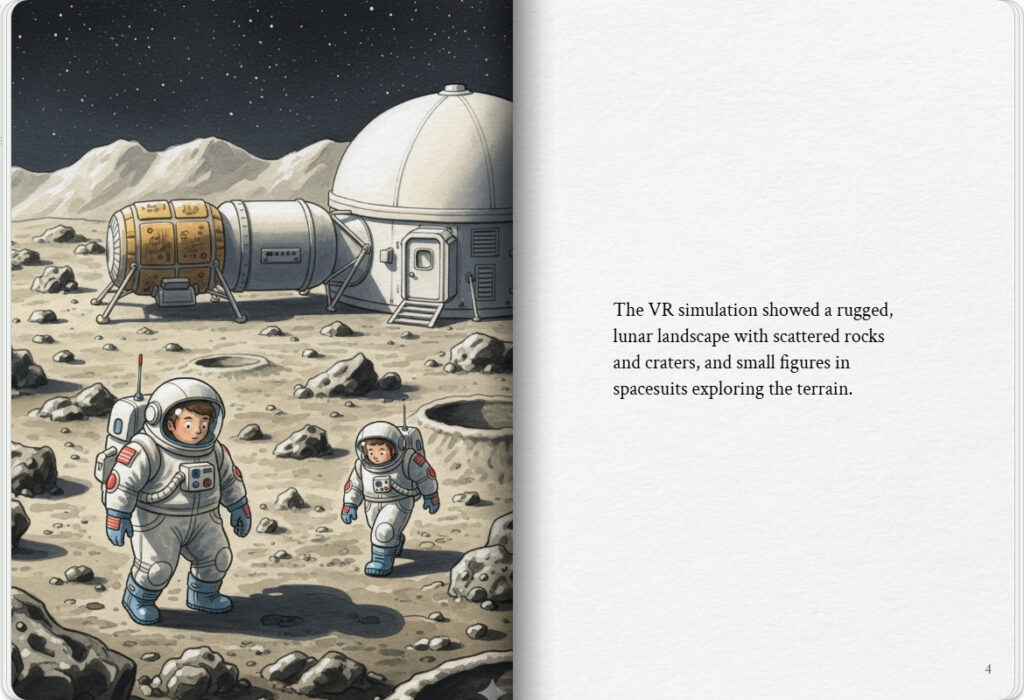 The VR simulation showed a rugged,
lunar landscape with scattered rocks
and craters, and small figures in
spacesuits exploring the terrain.
4